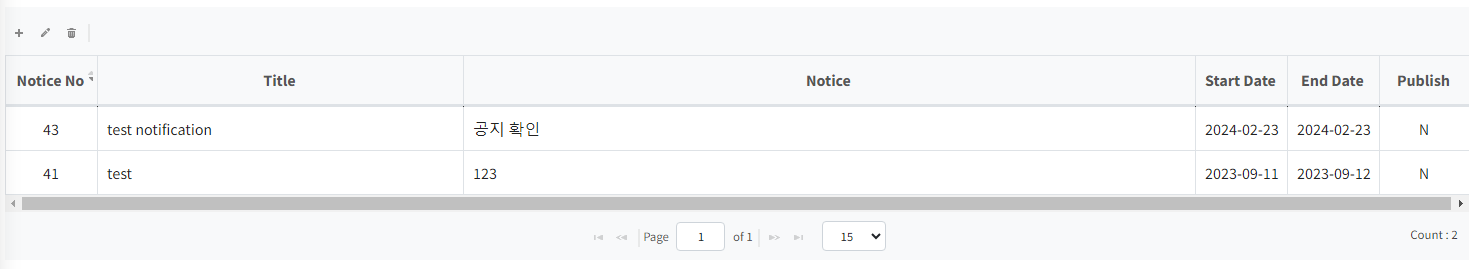 Notice No Title Notice Start Date End Date Publish
43 test notification 공지 확인 2024-02-23 2024-02-23 N
41 test 123 2023-09-11 2023-09-12 N
Page 1 of 1 15 Count : 2